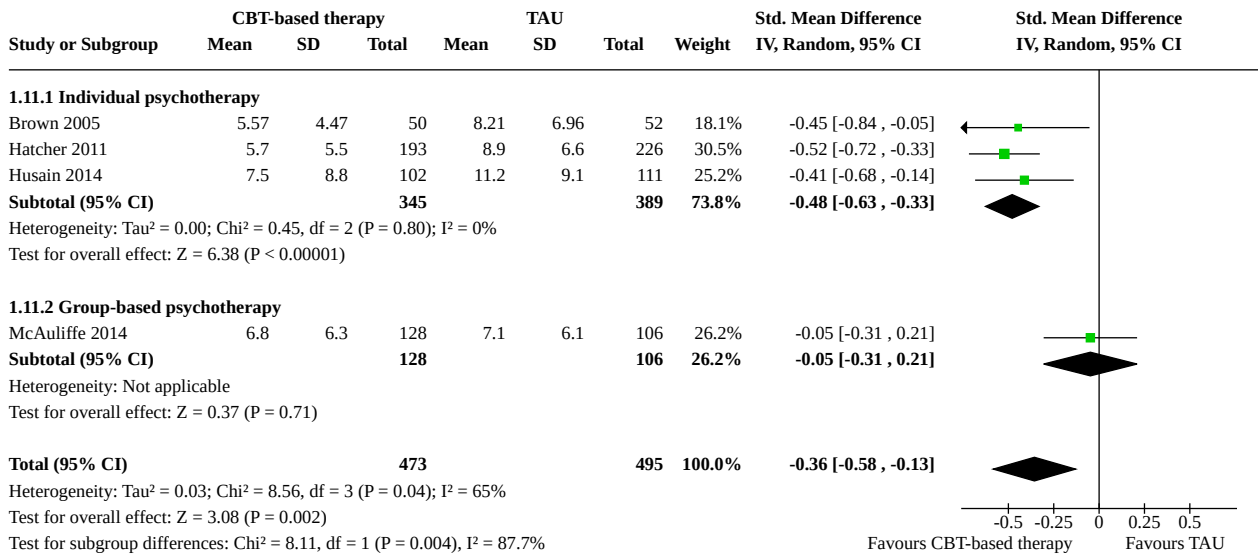 CBT-based therapy TAU Std. Mean Difference Std. Mean Difference
Study or Subgroup Mean SD Total Mean SD Total Weight IV, Random, 95% CI IV, Random, 95% CI
1.11.1 Individual psychotherapy
Brown 2005 5.57 4.47 50 8.21 6.96 52 18.1% -0.45 [-0.84 , -0.05]
Hatcher 2011 5.7 5.5 193 8.9 6.6 226 30.5% -0.52 [-0.72 , -0.33]
Husain 2014 7.5 8.8 102 11.2 9.1 111 25.2% -0.41 [-0.68 , -0.14]
Subtotal (95% CI) 345 389 73.8% -0.48 [-0.63 , -0.33]
Heterogeneity: Tau² = 0.00; Chi² = 0.45, df = 2 (P = 0.80); I² = 0%
Test for overall effect: Z = 6.38 (P < 0.00001)
1.11.2 Group-based psychotherapy
McAuliffe 2014 6.8 6.3 128 7.1 6.1 106 26.2% -0.05 [-0.31 , 0.21]
Subtotal (95% CI) 128 106 26.2% -0.05 [-0.31 , 0.21]
Heterogeneity: Not applicable
Test for overall effect: Z = 0.37 (P = 0.71)
Total (95% CI) 473 495 100.0% -0.36 [-0.58 , -0.13]
Heterogeneity: Tau² = 0.03; Chi² = 8.56, df = 3 (P = 0.04); I² = 65%
Test for overall effect: Z = 3.08 (P = 0.002) -0.5 -0.25 0 0.25 0.5
Test for subgroup differences: Chi² = 8.11, df = 1 (P = 0.004), I² = 87.7% Favours CBT-based therapy Favours TAU